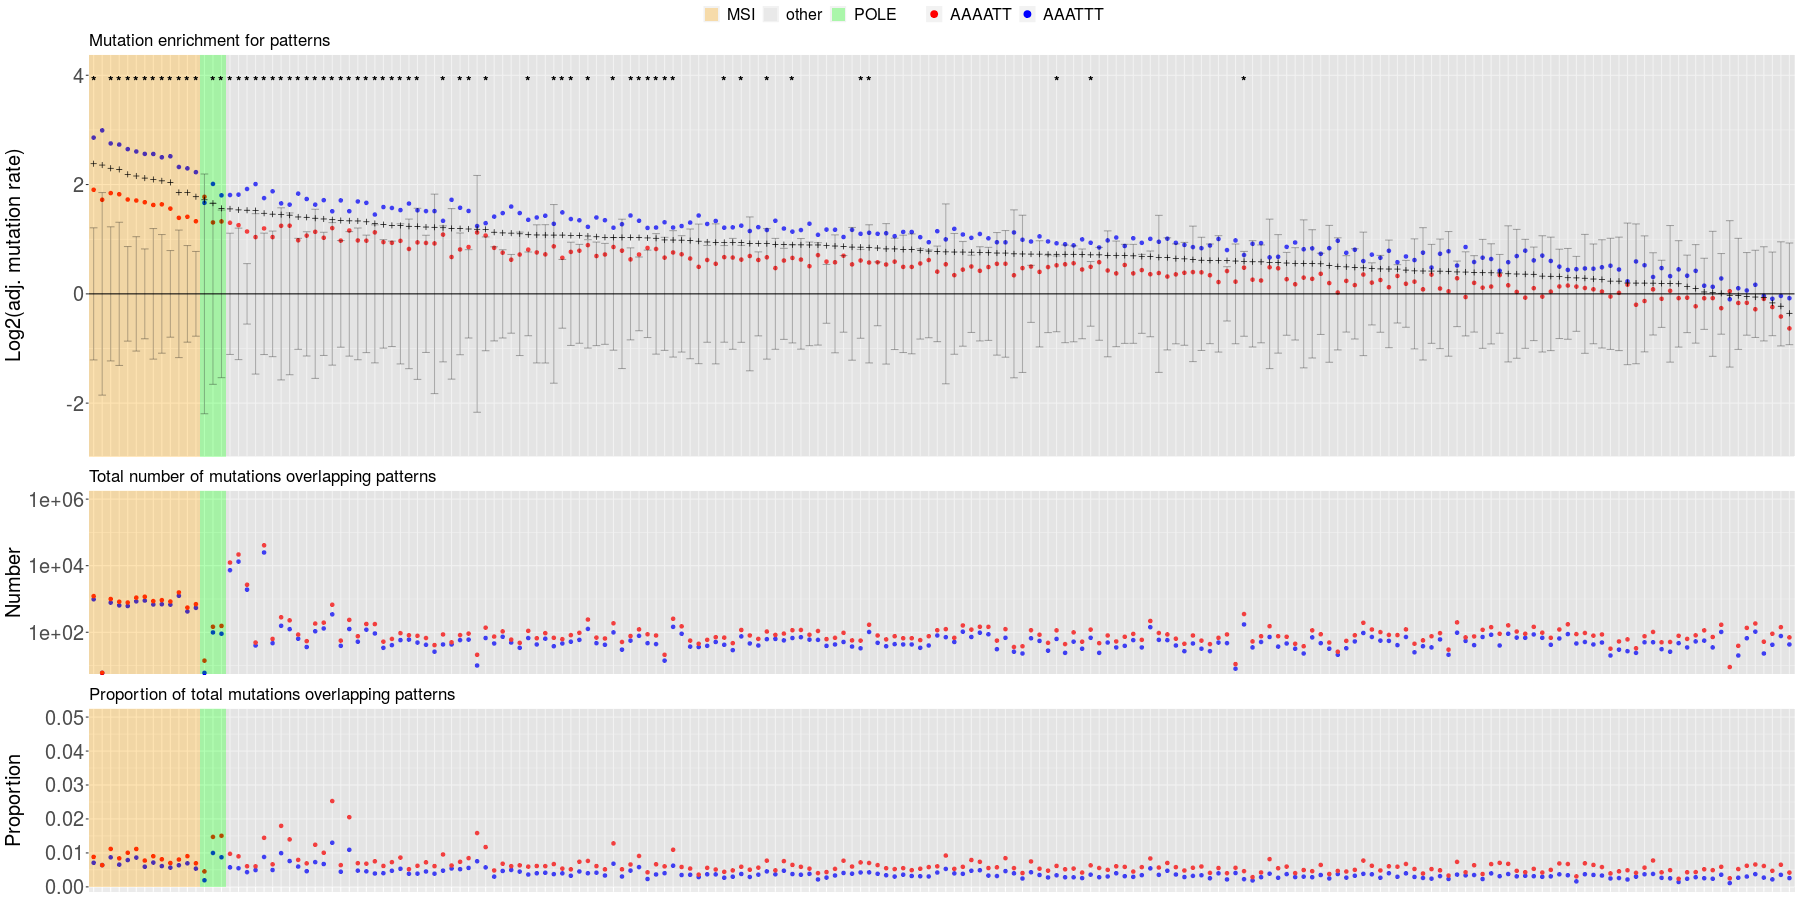 MSI other POLE AAAATT AAATTT
Mutation enrichment for patterns
Log2(adj. mutation rate)
4
2
0
-2
Total number of mutations overlapping patterns
Number
1e+06
1e+04
1e+02
Proportion of total mutations overlapping patterns
Proportion
0.05
0.04
0.03
0.02
0.01
0.00